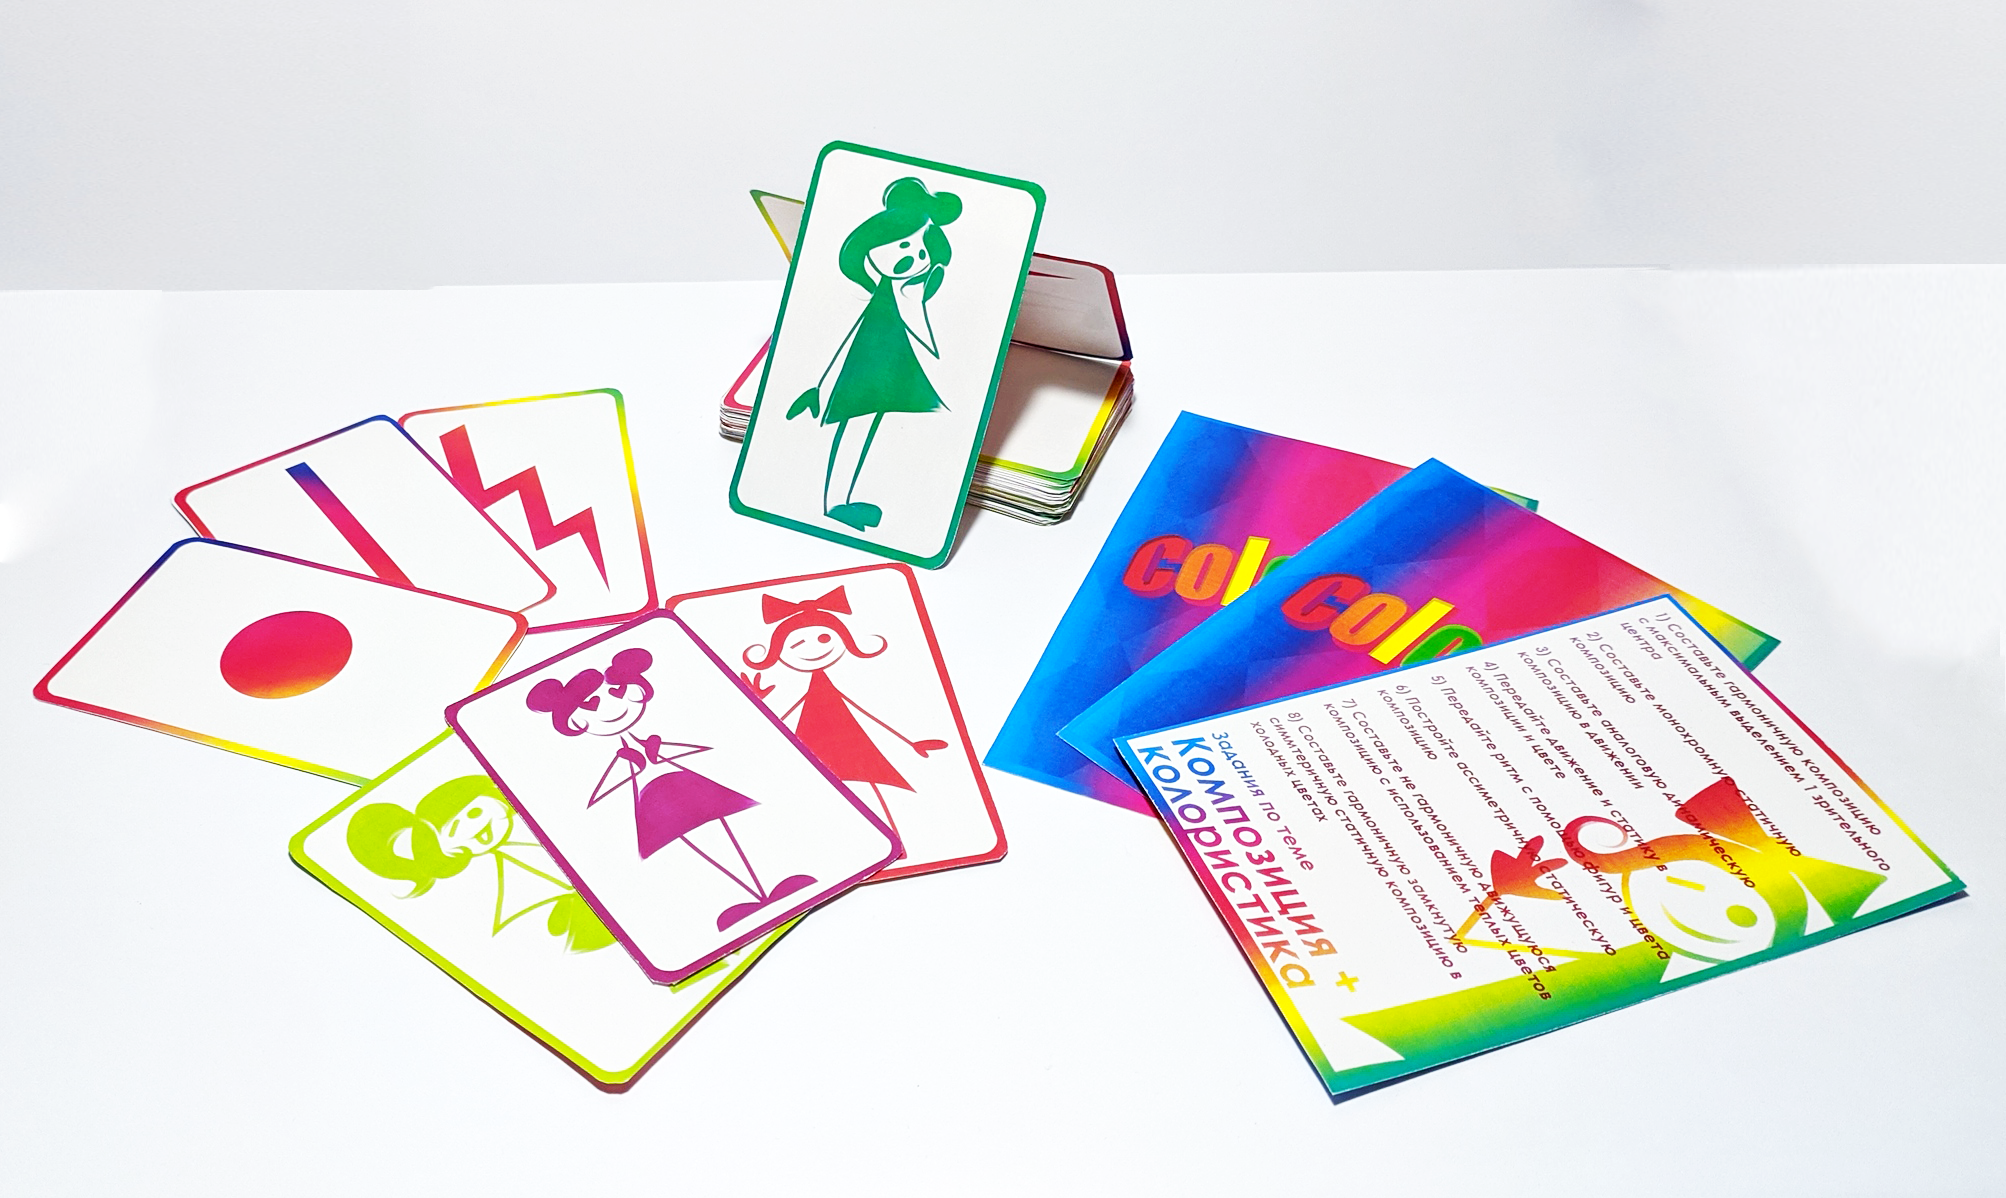 colo
colo
Задания по теме
Композиция +
колористика
1) Составьте гармоничную композицию
с максимальным выделением 1 зрительного
центра
2) Составьте монохромную статичную
композицию
3) Составьте аналоговую динамическую
композицию в движении
4) Передайте движение и статику в
композиции и цвете
5) Передайте ритм с помощью фигур и цвета
6) Постройте ассиметричную статическую
композицию
7) Составьте не гармоничную движущуюся
композицию с использованием теплых цветов
8) Составьте гармоничную замкнутую
симметричную статичную композицию в
холодных цветах